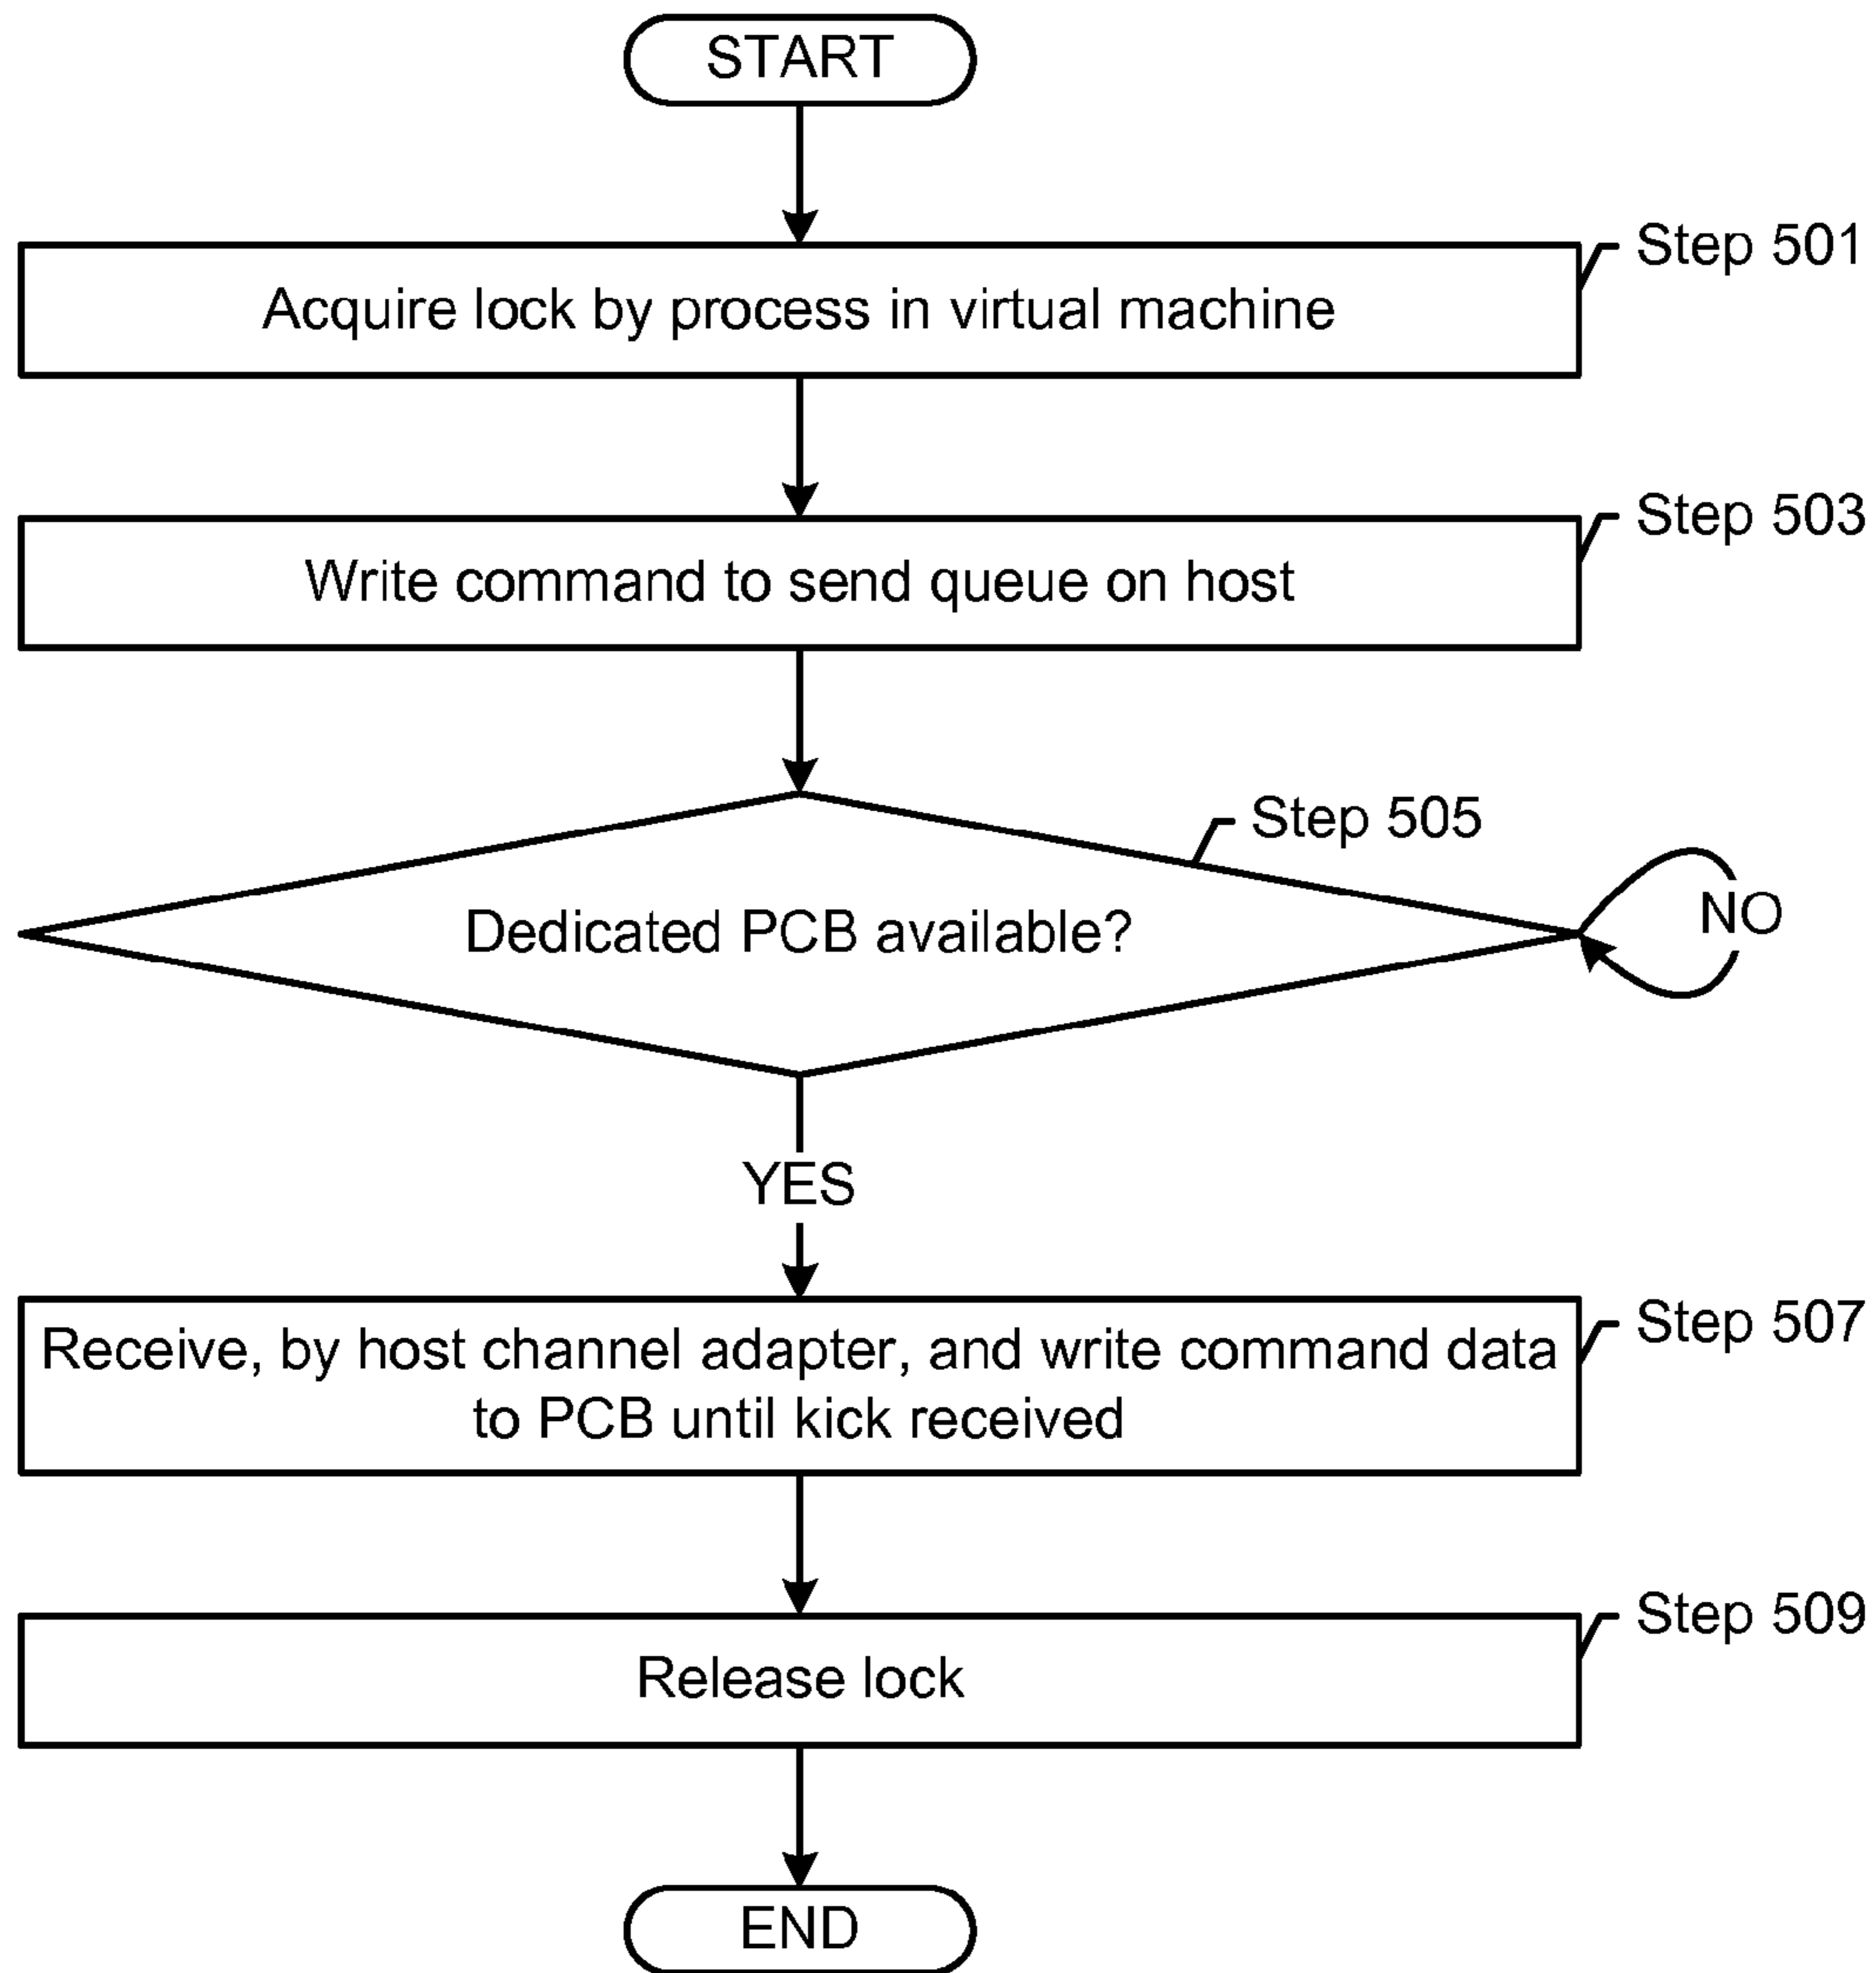 START
Step 501
Acquire lock by process in virtual machine
Step 503
Write command to send queue on host
Step 505
Dedicated PCB available?
NO
YES
Step 507
Receive, by host channel adapter, and write command data
to PCB until kick received
Step 509
Release lock
END